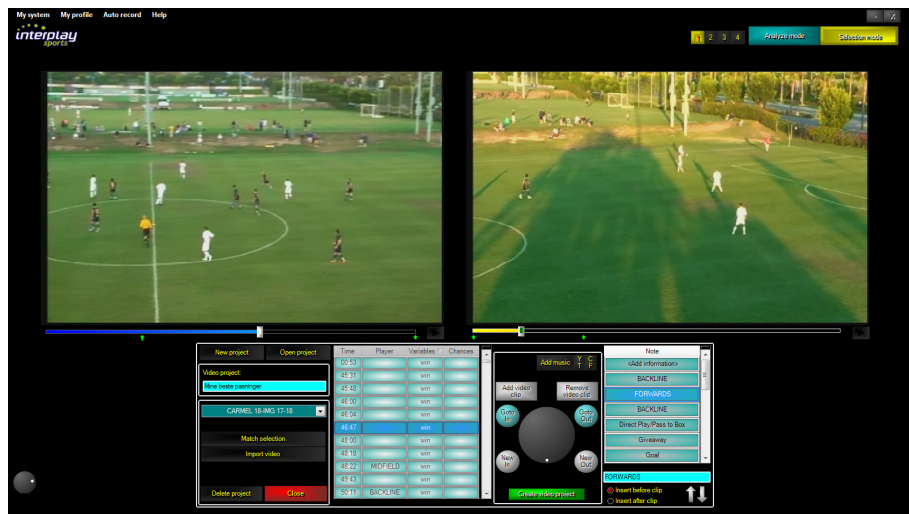 My system My profile Auto record Help
interplay
sports
1 2 3 4 Analyze mode Selection mode
New project Open project
Video project:
Mine beste pasninger
CARMEL 18-IMG 17-18
Match selection
Import video
Delete project Close
Time Player Variables Chances
00:53 win
45:31 win
45:48 win
46:00 win
46:04 win
46:47 win
48:00 win
48:18 win
48:22 MIDFIELD win
49:43 win
50:11 BACKLINE win
Add music Y C
T F
Add video clip
Remove video clip
Goto In
Goto Out
New In
New Out
Create video project
Note
<Add information>
BACKLINE
FORWARDS
BACKLINE
Direct Play/Pass to Box
Giveaway
Goal
FORWARDS
Insert before clip
Insert after clip